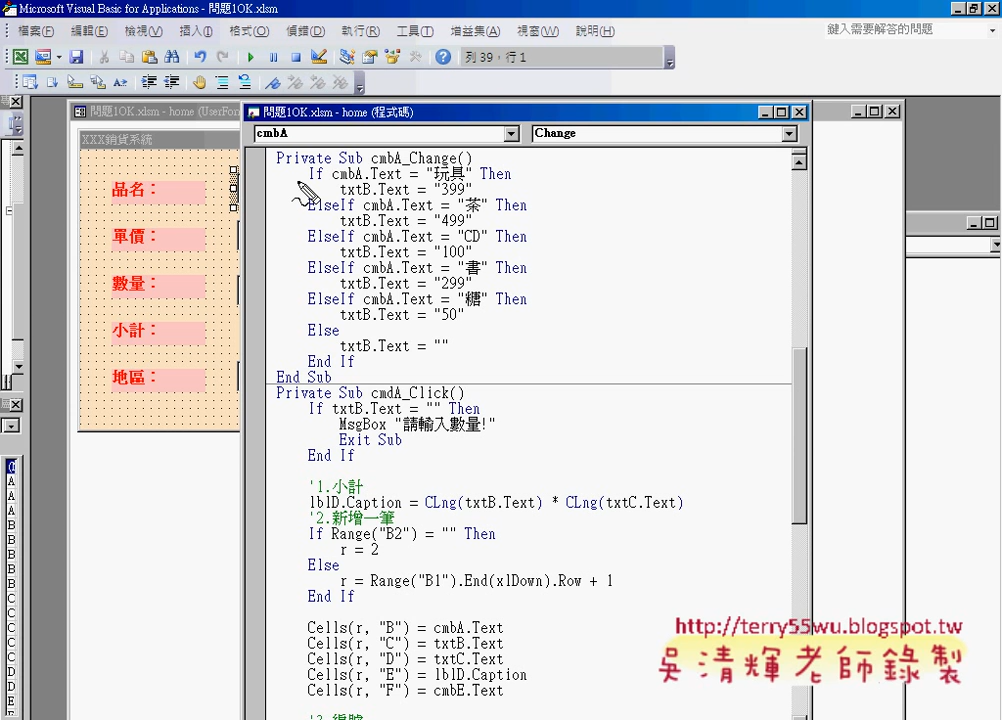 Microsoft Visual Basic for Applications - 問題1OK.xlsm
檔案(F) 編輯(E) 檢視(V) 插入(I) 格式(O) 偵錯(D) 執行(R) 工具(T) 增益集(A) 視窗(W) 說明(H) 鍵入需要解答的問題
列 39，行 1
問題1OK.xlsm - home (UserFor
問題1OK.xlsm - home (程式碼)
XXX銷貨系統
cmbA
Change
品名：
單價：
數量：
小計：
地區：
Private Sub cmbA_Change()
If cmbA.Text = "玩具" Then
txtB.Text = "399"
ElseIf cmbA.Text = "茶" Then
txtB.Text = "499"
ElseIf cmbA.Text = "CD" Then
txtB.Text = "100"
ElseIf cmbA.Text = "書" Then
txtB.Text = "299"
ElseIf cmbA.Text = "糖" Then
txtB.Text = "50"
Else
txtB.Text = ""
End If
End Sub
Private Sub cmdA_Click()
If txtB.Text = "" Then
MsgBox "請輸入數量!"
Exit Sub
End If
'1.小計
lblD.Caption = CLng(txtB.Text) * CLng(txtC.Text)
'2.新增一筆
If Range("B2") = "" Then
r = 2
Else
r = Range("B1").End(xlDown).Row + 1
End If
Cells(r, "B") = cmbA.Text
Cells(r, "C") = txtB.Text
Cells(r, "D") = txtC.Text
Cells(r, "E") = lblD.Caption
Cells(r, "F") = cmbE.Text
http://terry55wu.blogspot.tw
吳清輝老師錄製